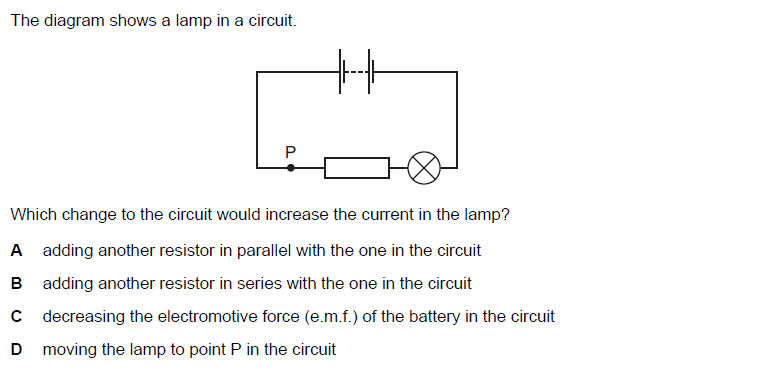 The diagram shows a lamp in a circuit.
P
Which change to the circuit would increase the current in the lamp?
A adding another resistor in parallel with the one in the circuit
B adding another resistor in series with the one in the circuit
C decreasing the electromotive force (e.m.f.) of the battery in the circuit
D moving the lamp to point P in the circuit